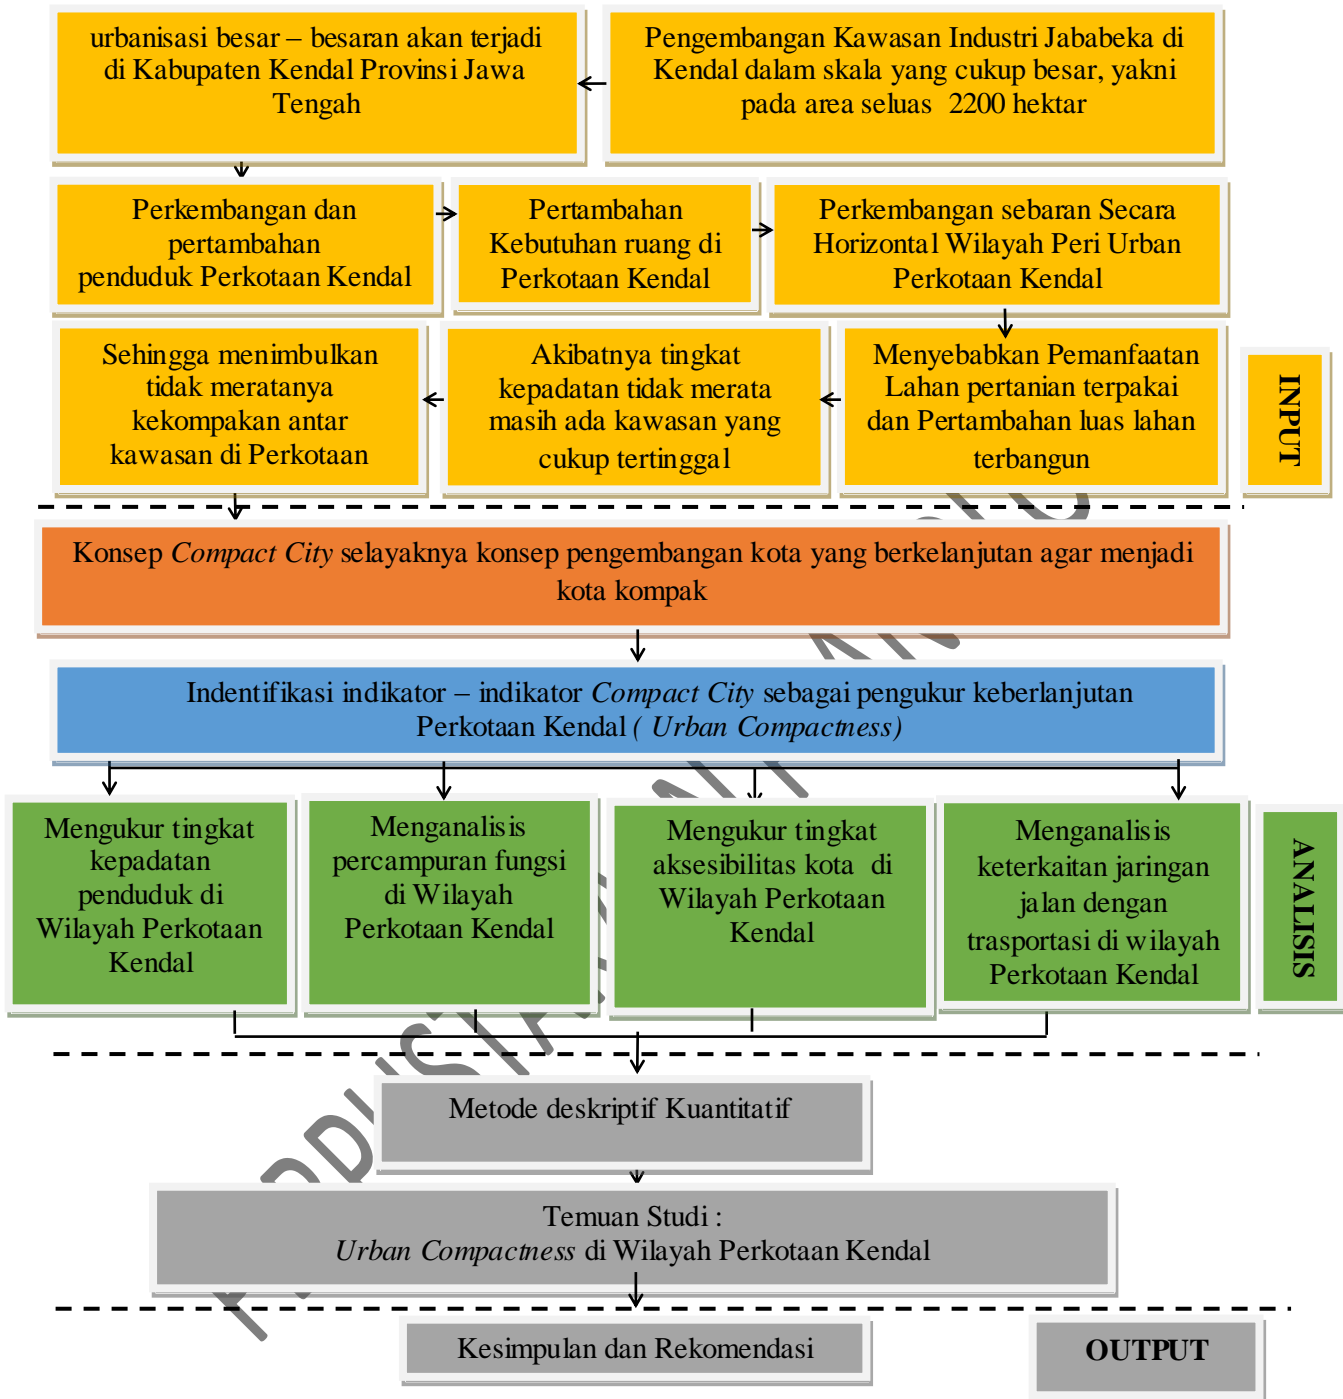 urbanisasi besar – besaran akan terjadi
di Kabupaten Kendal Provinsi Jawa
Tengah
Pengembangan Kawasan Industri Jababeka di
Kendal dalam skala yang cukup besar, yakni
pada area seluas 2200 hektar
Perkembangan dan
pertambahan
penduduk Perkotaan Kendal
Pertambahan
Kebutuhan ruang di
Perkotaan Kendal
Perkembangan sebaran Secara
Horizontal Wilayah Peri Urban
Perkotaan Kendal
Sehingga menimbulkan
tidak meratanya
kekompakan antar
kawasan di Perkotaan
Akibatnya tingkat
kepadatan tidak merata
masih ada kawasan yang
cukup tertinggal
Menyebabkan Pemanfaatan
Lahan pertanian terpakai
dan Pertambahan luas lahan
terbangun
INPUT
Konsep Compact City selayaknya konsep pengembangan kota yang berkelanjutan agar menjadi
kota kompak
Indentifikasi indikator – indikator Compact City sebagai pengukur keberlanjutan
Perkotaan Kendal ( Urban Compactness)
Mengukur tingkat
kepadatan
penduduk di
Wilayah Perkotaan
Kendal
Menganalisis
percampuran fungsi
di Wilayah
Perkotaan Kendal
Mengukur tingkat
aksesibilitas kota di
Wilayah Perkotaan
Kendal
Menganalisis
keterkaitan jaringan
jalan dengan
trasportasi di wilayah
Perkotaan Kendal
ANALISIS
Metode deskriptif Kuantitatif
Temuan Studi :
Urban Compactness di Wilayah Perkotaan Kendal
Kesimpulan dan Rekomendasi
OUTPUT